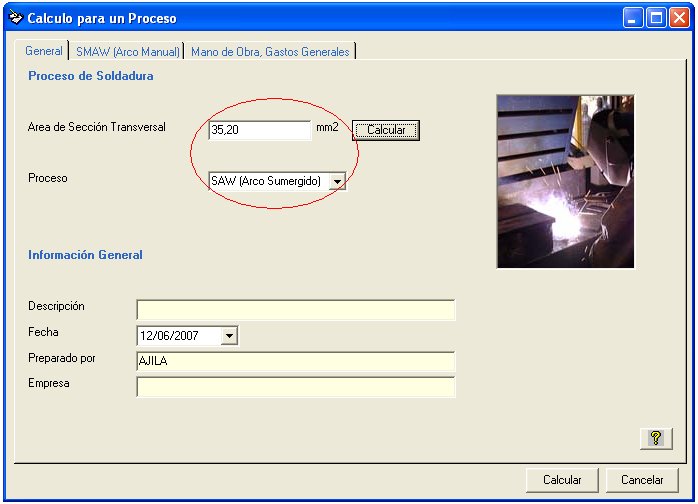 Calculo para un Proceso
General SMAW (Arco Manual) Mano de Obra, Gastos Generales
Proceso de Soldadura
Area de Sección Transversal 35,20 mm2 Calcular
Proceso SAW (Arco Sumergido)
Información General
Descripción
Fecha 12/06/2007
Preparado por AJILA
Empresa
?
Calcular Cancelar